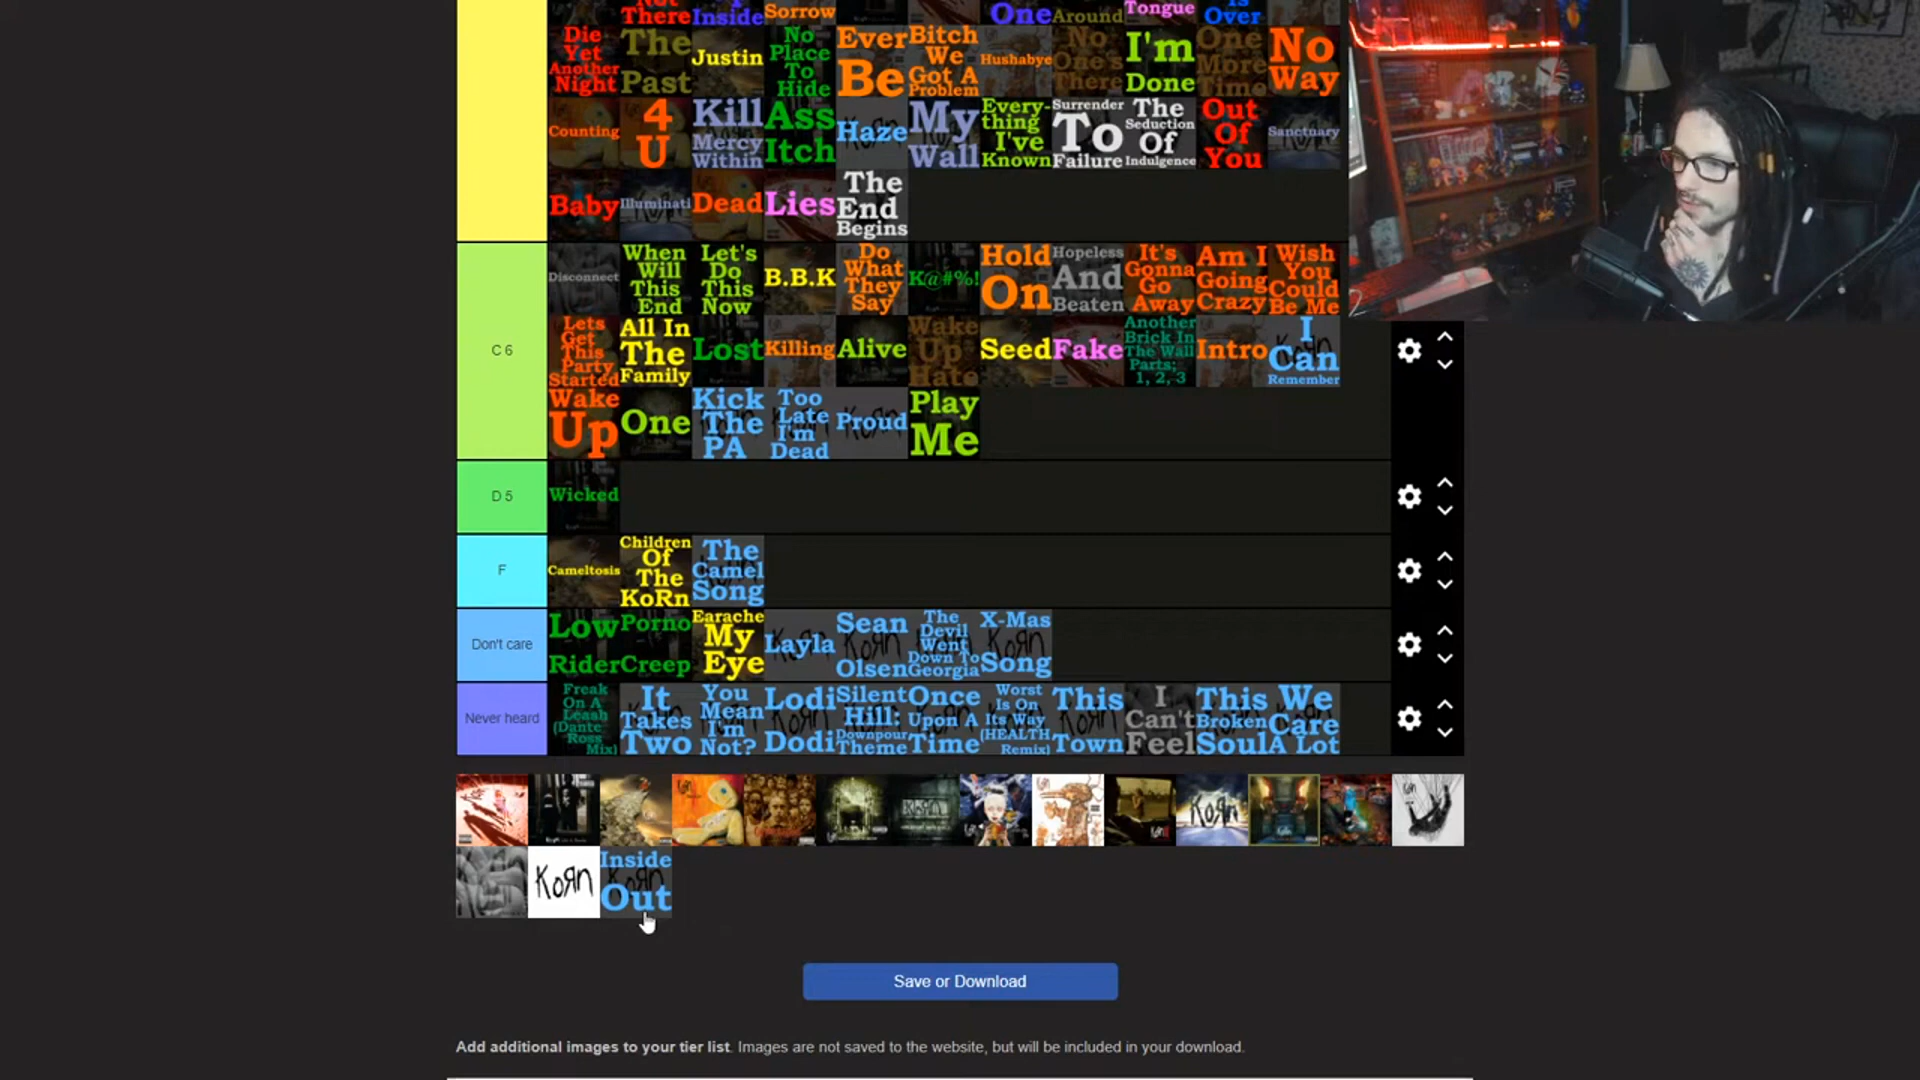 Not There
Inside
Sorrow
One
Around
Tongue
Is Over
Die Yet Another Night
The Past
Justin
No Place To Hide
Ever Be
Bitch We Got A Problem
Hushabye
No One's There
I'm Done
One More Time
No Way
Counting
4 U
Kill Mercy Within
Ass Itch
Haze
My Wall
Every-thing I've Known
Surrender To Failure
The Seduction Of Indulgence
Out Of You
Sanctuary
Baby
Illuminati
Dead
Lies
The End Begins
C 6
Disconnect
When Will This End
Let's Do This Now
B.B.K
Do What They Say
K@#%!
Hold On
Hopeless And Beaten
It's Gonna Go Away
Am I Going Crazy
Wish You Could Be Me
Lets Get This Party Started
All In The Family
Lost
Killing
Alive
Wake Up Hate
Seed
Fake
Another Brick In The Wall Parts; 1, 2, 3
Intro
I Can Remember
Wake Up
One
Kick The PA
Too Late I'm Dead
Proud
Play Me
D 5
Wicked
F
Cameltosis
Children Of The KoRn
The Camel Song
Don't care
Low Rider
Porno Creep
Earache My Eye
Layla
Sean Olsen
The Devil Went Down To Georgia
X-Mas Song
Never heard
Freak On A Leash (Dante Ross Mix)
It Takes Two
You Mean I'm Not?
Lodi Dodi
Silent Hill: Downpour Theme
Once Upon A Time
Worst Is On Its Way (HEALTH Remix)
This Town
I Can't Feel
This Broken Soul
We Care A Lot
KoЯn
Inside Out
Save or Download
Add additional images to your tier list. Images are not saved to the website, but will be included in your download.